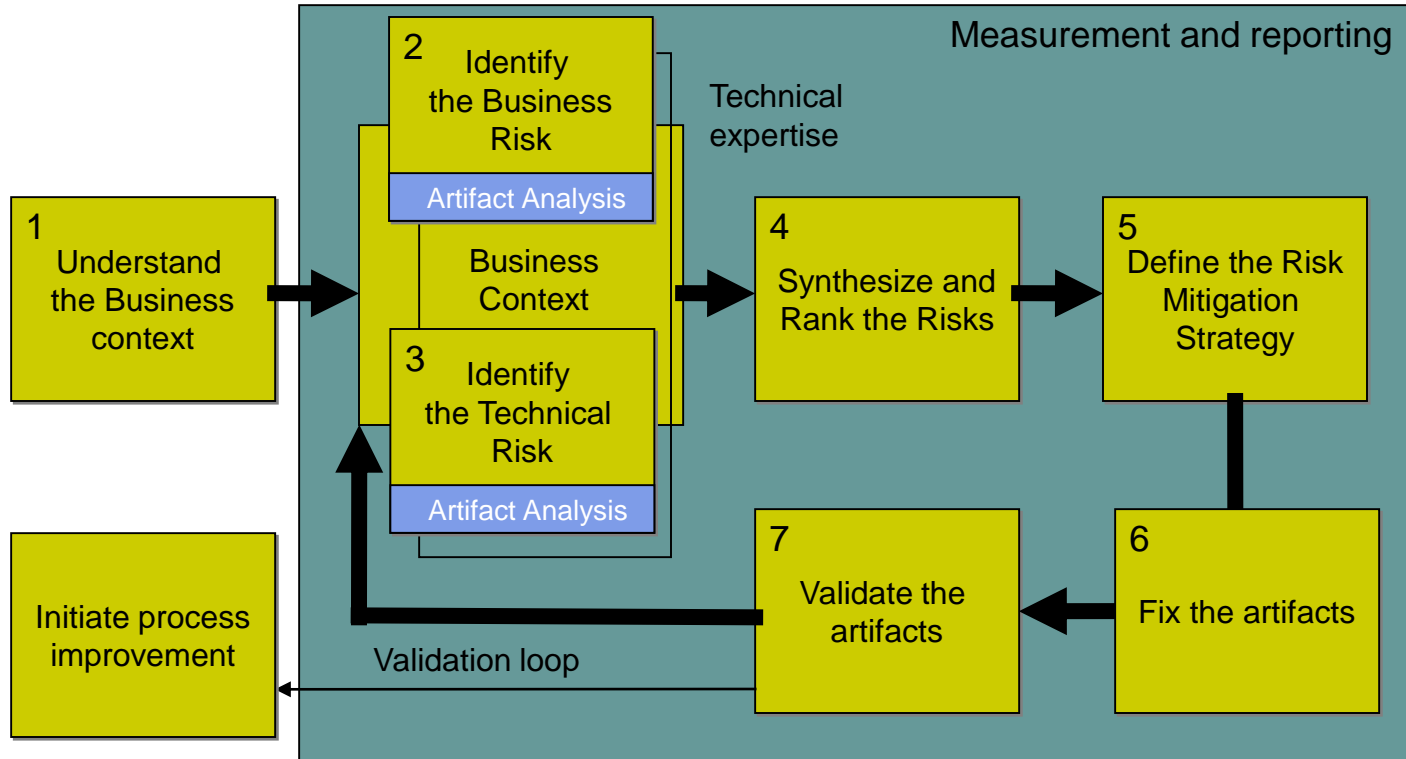 Measurement and reporting
1
Understand
the Business
context
2
Identify
the Business
Risk
Artifact Analysis
Technical
expertise
Business
Context
3
Identify
the Technical
Risk
Artifact Analysis
4
Synthesize and
Rank the Risks
5
Define the Risk
Mitigation
Strategy
6
Fix the artifacts
7
Validate the
artifacts
Validation loop
Initiate process
improvement